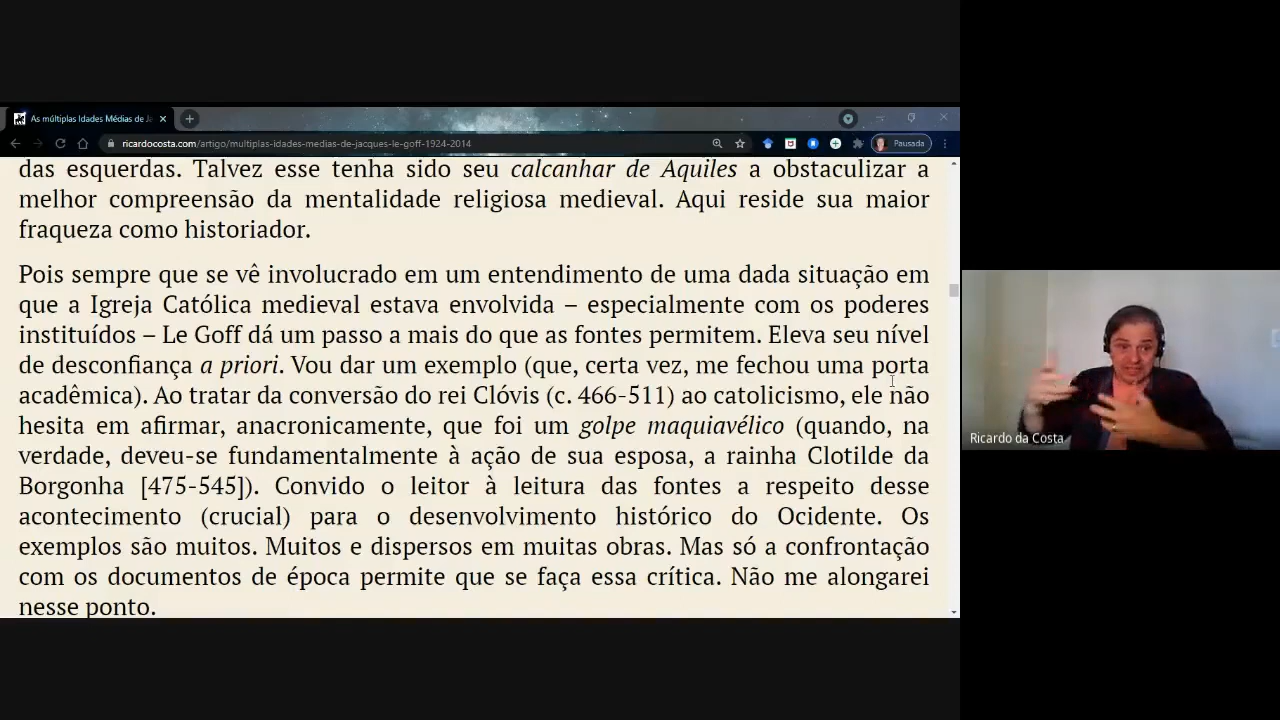 As múltiplas Idades Médias de Ja
ricardocosta.com/artigo/multiplas-idades-medias-de-jacques-le-goff-1924-2014
Pausada
das esquerdas. Talvez esse tenha sido seu calcanhar de Aquiles a obstaculizar a
melhor compreensão da mentalidade religiosa medieval. Aqui reside sua maior
fraqueza como historiador.
Pois sempre que se vê involucrado em um entendimento de uma dada situação em
que a Igreja Católica medieval estava envolvida – especialmente com os poderes
instituídos – Le Goff dá um passo a mais do que as fontes permitem. Eleva seu nível
de desconfiança a priori. Vou dar um exemplo (que, certa vez, me fechou uma porta
acadêmica). Ao tratar da conversão do rei Clóvis (c. 466-511) ao catolicismo, ele não
hesita em afirmar, anacronicamente, que foi um golpe maquiavélico (quando, na
verdade, deveu-se fundamentalmente à ação de sua esposa, a rainha Clotilde da
Borgonha [475-545]). Convido o leitor à leitura das fontes a respeito desse
acontecimento (crucial) para o desenvolvimento histórico do Ocidente. Os
exemplos são muitos. Muitos e dispersos em muitas obras. Mas só a confrontação
com os documentos de época permite que se faça essa crítica. Não me alongarei
nesse ponto.
Ricardo da Costa